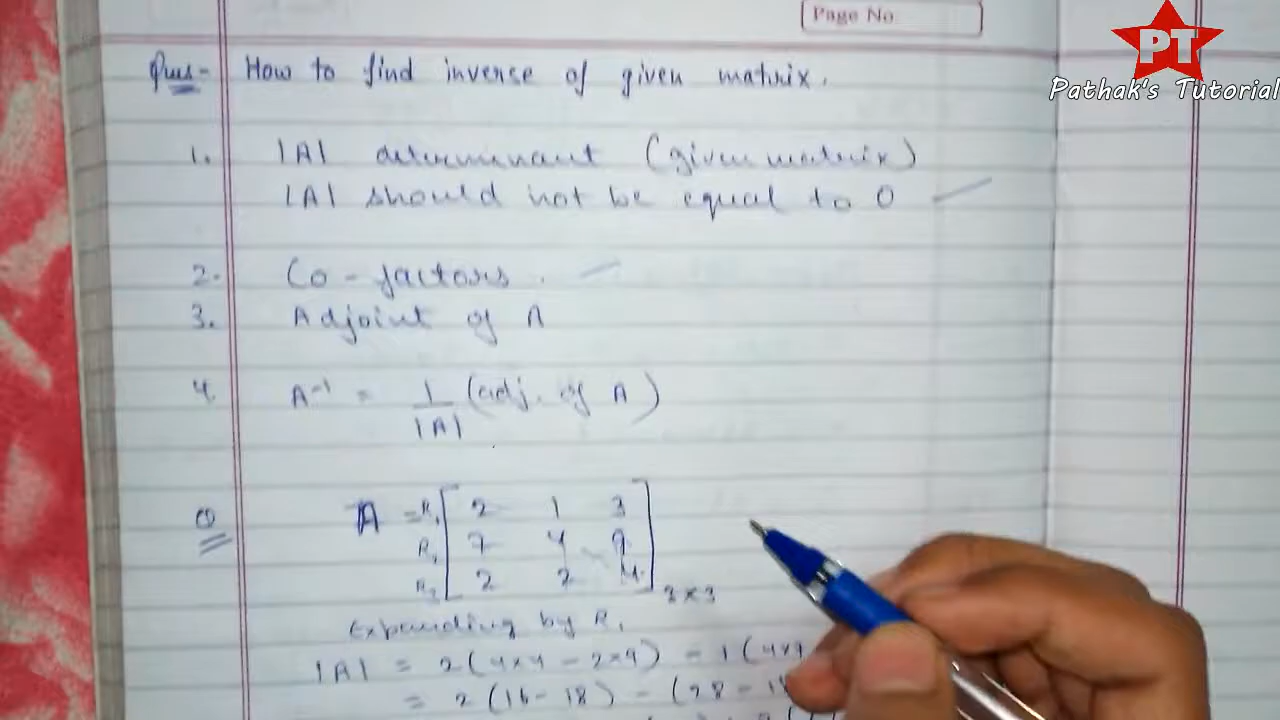 Page No.
PT
Pathak's Tutorial
Ques- How to find inverse of given matrix.
1. |A| determinant (given matrix)
|A| should not be equal to 0
2. Co-factors.
3. Adjoint of A
4. A⁻¹ = 1/|A| (adj. of A)
Q A = R₁ [ 2 1 3
R₂ 7 4 9
R₃ 2 2 4 ] 3×3
Expanding by R₁
|A| = 2(4×4 - 2×9) - 1(4×7
= 2(16-18) - (28-18